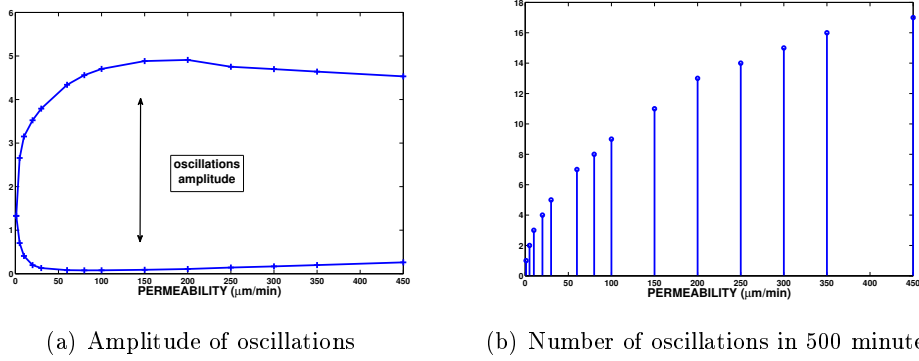 6
5
4
3
2
1
0
0 50 100 150 200 250 300 350 400 450
PERMEABILITY (μm/min)
oscillations
amplitude
(a) Amplitude of oscillations
18
16
14
12
10
8
6
4
2
0
0 50 100 150 200 250 300 350 400 450
PERMEABILITY (μm/min)
(b) Number of oscillations in 500 minute